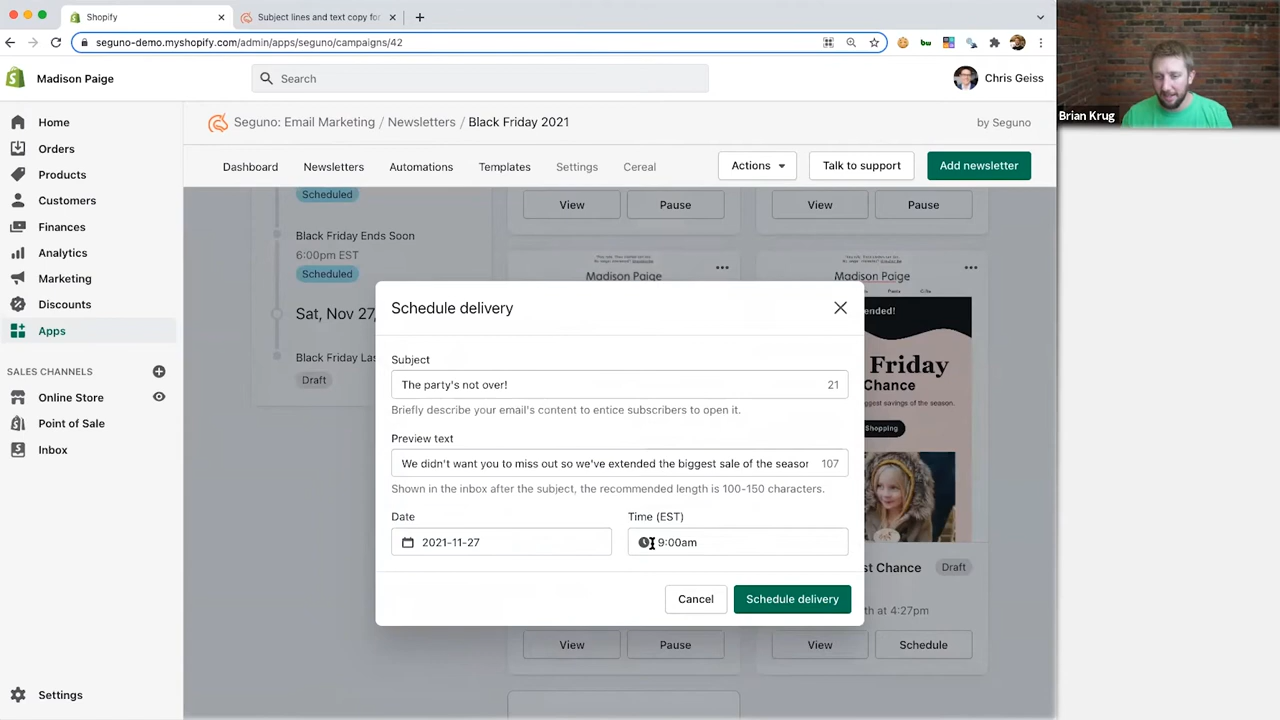 Shopify
Subject lines and text copy for
seguno-demo.myshopify.com/admin/apps/seguno/campaigns/42
Madison Paige
Search
Chris Geiss
Brian Krug
Home
Orders
Products
Customers
Finances
Analytics
Marketing
Discounts
Apps
SALES CHANNELS
Online Store
Point of Sale
Inbox
Settings
Seguno: Email Marketing / Newsletters / Black Friday 2021
by Seguno
Dashboard
Newsletters
Automations
Templates
Settings
Cereal
Actions
Talk to support
Add newsletter
Scheduled
Black Friday Ends Soon
6:00pm EST
Scheduled
Sat, Nov 27,
Black Friday Las
Draft
View
Pause
View
Pause
Madison Paige
Madison Paige
Schedule delivery
Subject
The party's not over!
21
Briefly describe your email's content to entice subscribers to open it.
Preview text
We didn't want you to miss out so we've extended the biggest sale of the season
107
Shown in the inbox after the subject, the recommended length is 100-150 characters.
Date
Time (EST)
2021-11-27
9:00am
Cancel
Schedule delivery
ended!
Friday
Chance
ggest savings of the season.
Shopping
st Chance
Draft
th at 4:27pm
View
Pause
View
Schedule